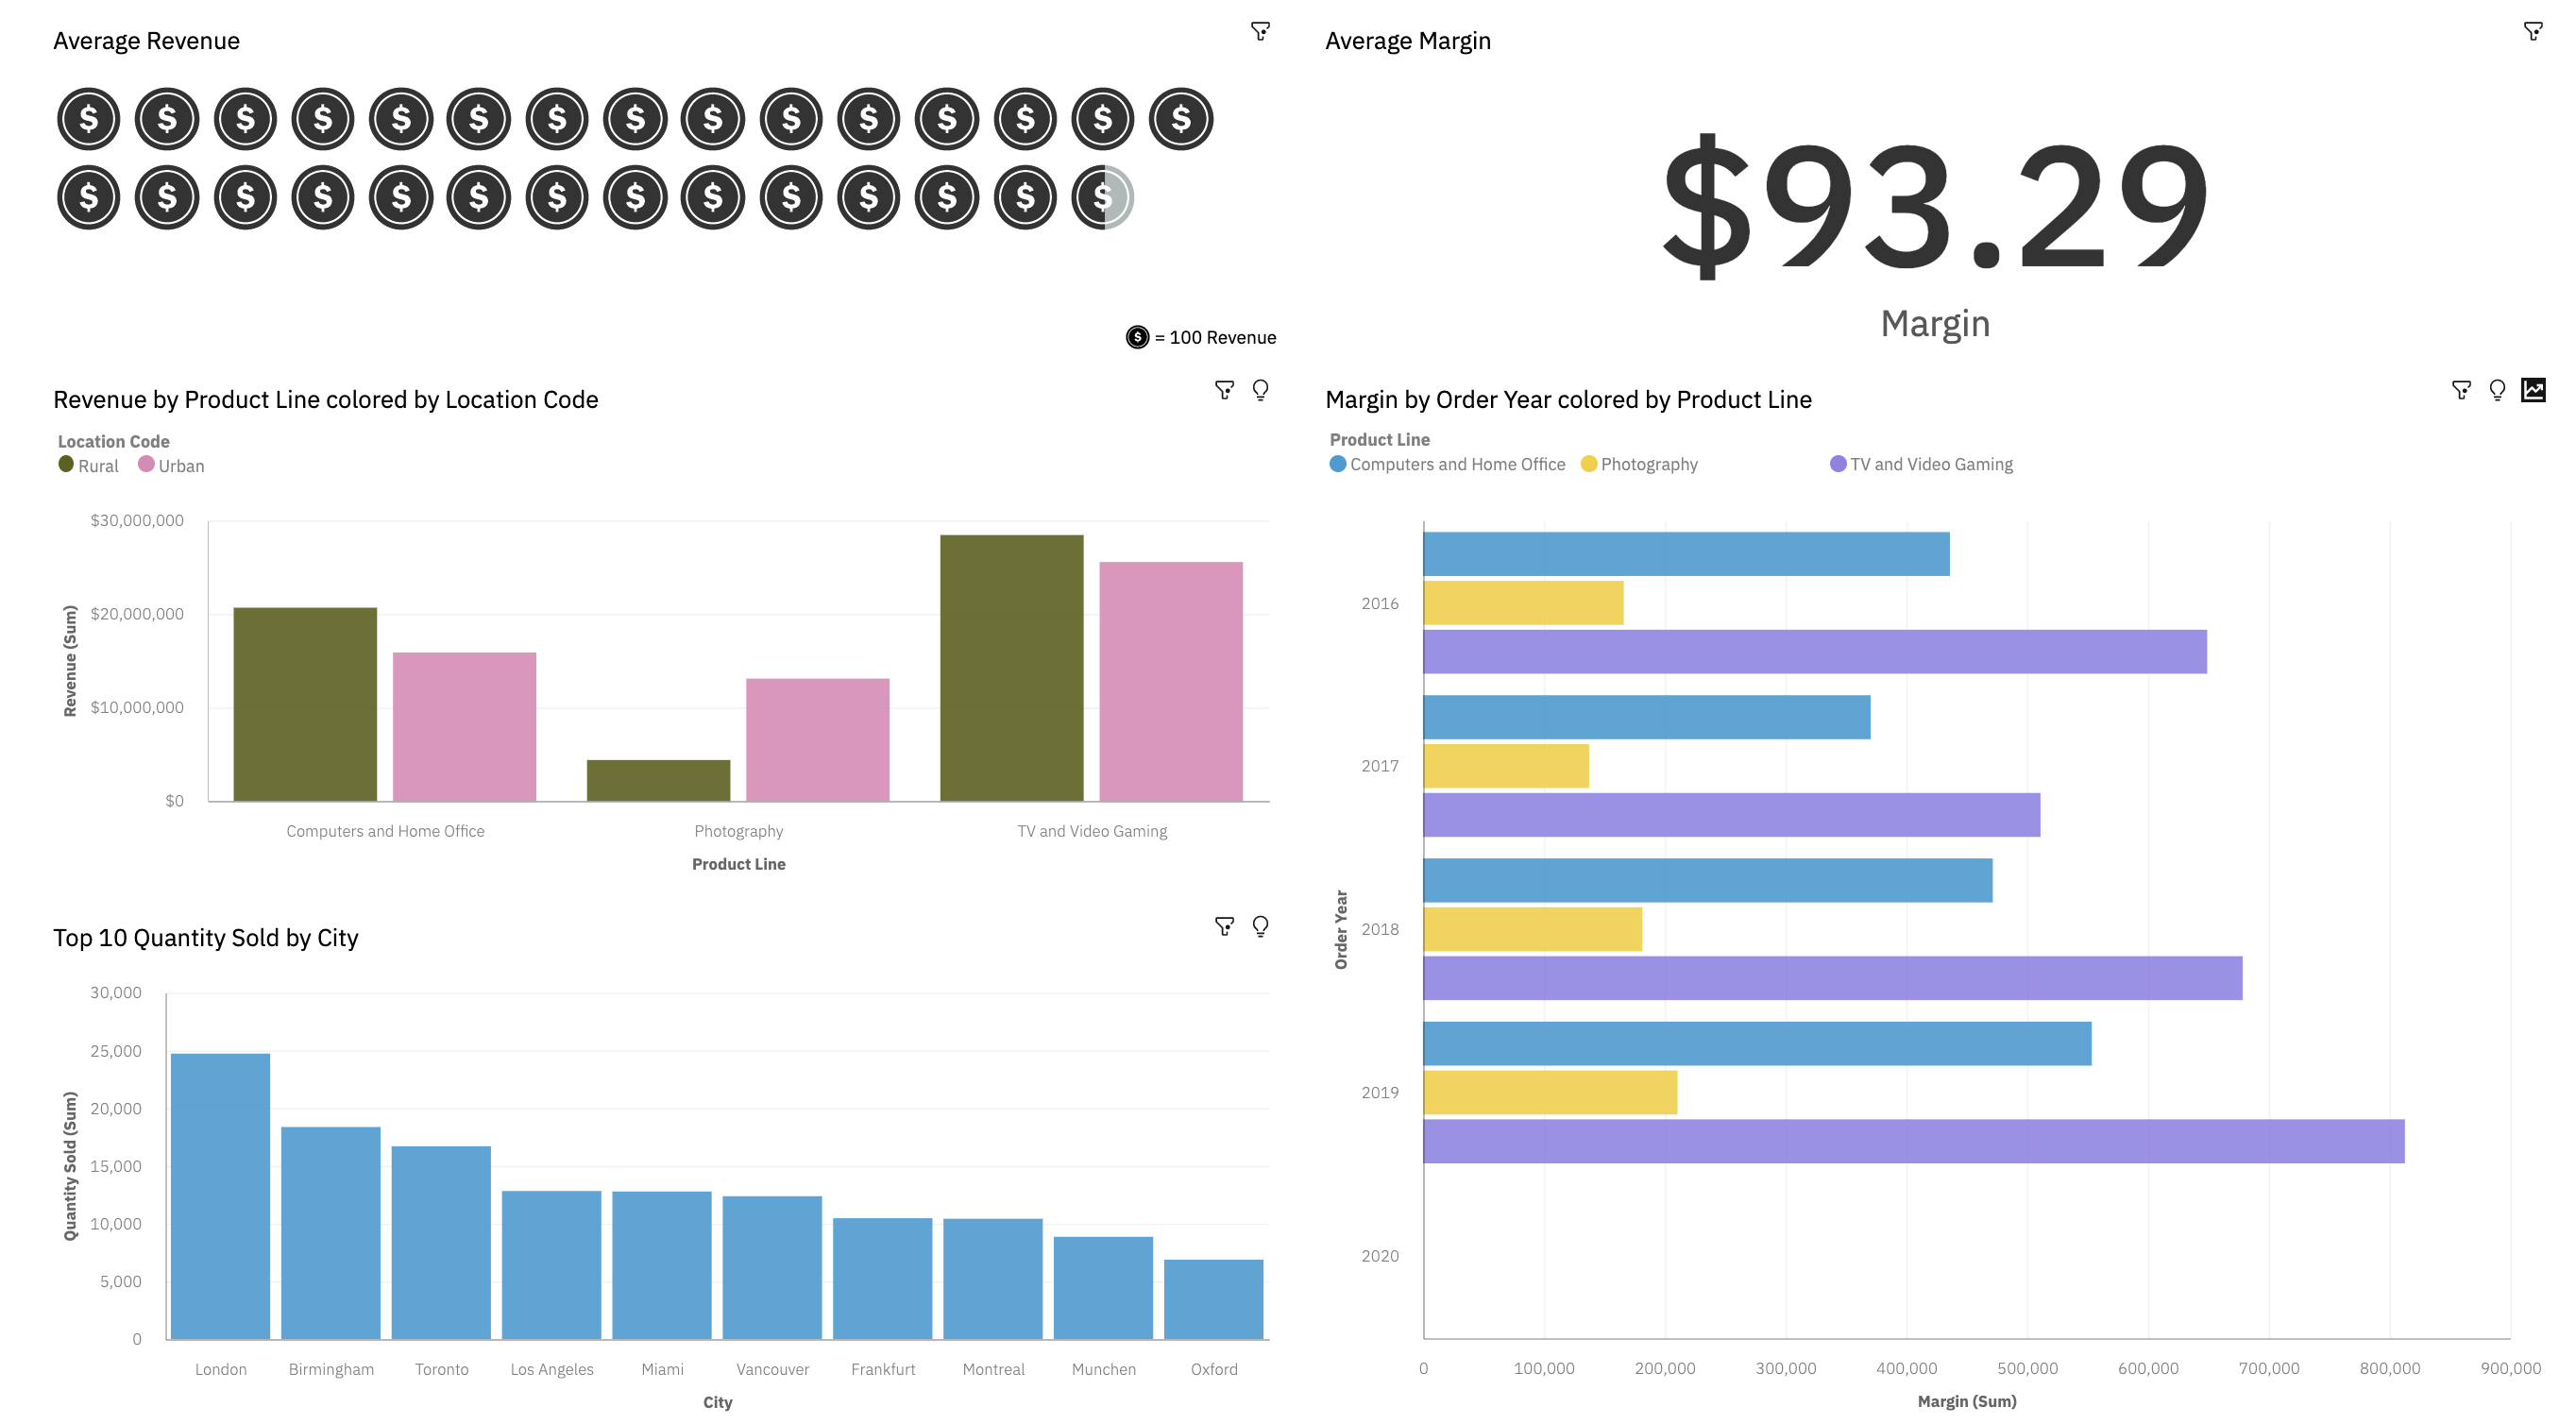 Average Revenue
$ $ $ $ $ $ $ $ $ $ $ $ $ $ $
$ $ $ $ $ $ $ $ $ $ $ $ $ $
$ = 100 Revenue
Average Margin
$93.29
Margin
Revenue by Product Line colored by Location Code
Location Code
Rural Urban
$30,000,000
$20,000,000
$10,000,000
$0
Revenue (Sum)
Computers and Home Office Photography TV and Video Gaming
Product Line
Top 10 Quantity Sold by City
30,000
25,000
20,000
15,000
10,000
5,000
0
Quantity Sold (Sum)
London Birmingham Toronto Los Angeles Miami Vancouver Frankfurt Montreal Munchen Oxford
City
Margin by Order Year colored by Product Line
Product Line
Computers and Home Office Photography TV and Video Gaming
2016
2017
2018
2019
2020
Order Year
0 100,000 200,000 300,000 400,000 500,000 600,000 700,000 800,000 900,000
Margin (Sum)